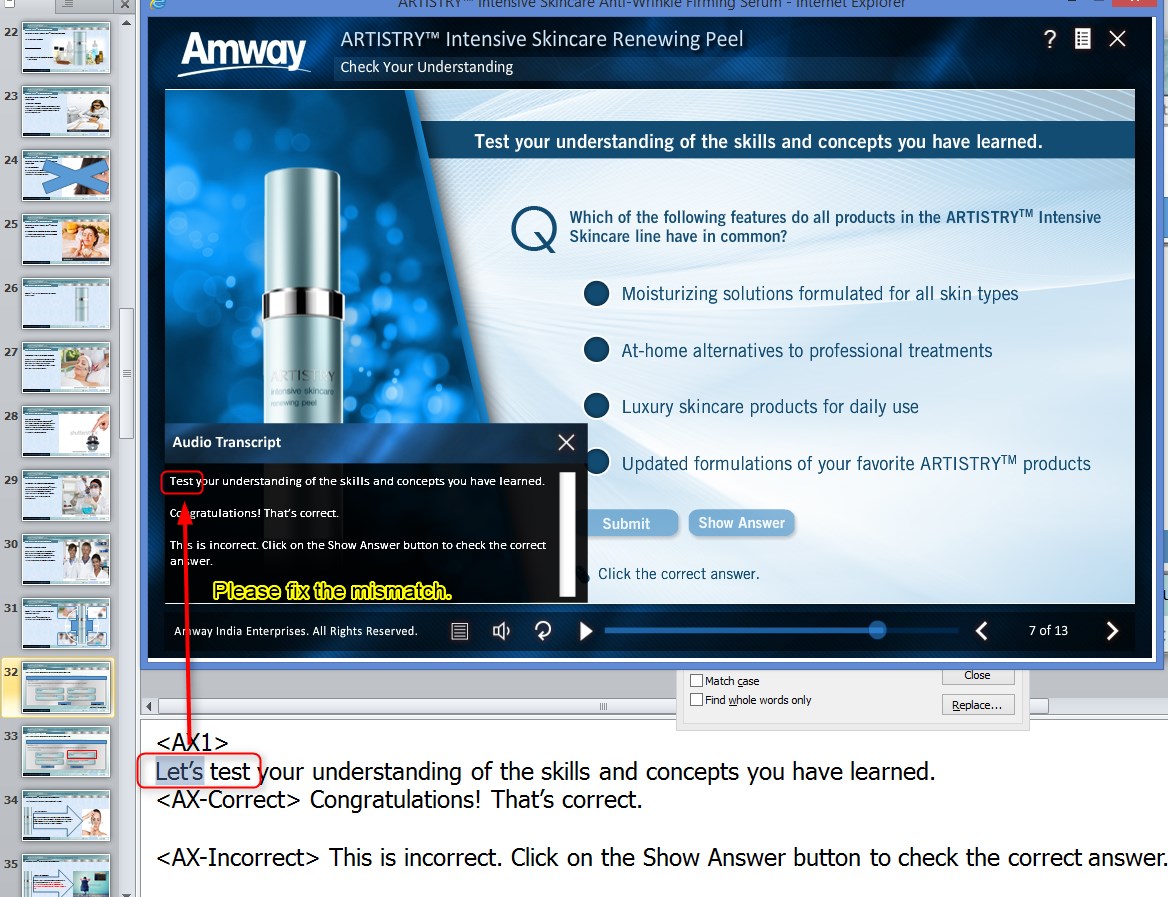 ARTISTRY™ Intensive Skincare Anti-Wrinkle Firming Serum - Internet Explorer
Amway
ARTISTRY™ Intensive Skincare Renewing Peel
Check Your Understanding
?
Test your understanding of the skills and concepts you have learned.
Q
Which of the following features do all products in the ARTISTRY™ Intensive
Skincare line have in common?
Moisturizing solutions formulated for all skin types
At-home alternatives to professional treatments
Luxury skincare products for daily use
Updated formulations of your favorite ARTISTRY™ products
Submit
Show Answer
Click the correct answer.
ARTISTRY
intensive skincare
renewing peel
Audio Transcript
Test your understanding of the skills and concepts you have learned.
Congratulations! That's correct.
This is incorrect. Click on the Show Answer button to check the correct
answer.
Please fix the mismatch.
Amway India Enterprises. All Rights Reserved.
7 of 13
22
23
24
25
26
27
28
29
30
31
32
33
34
35
Match case
Find whole words only
Close
Replace...
<AX1>
Let's test your understanding of the skills and concepts you have learned.
<AX-Correct> Congratulations! That's correct.
<AX-Incorrect> This is incorrect. Click on the Show Answer button to check the correct answer.